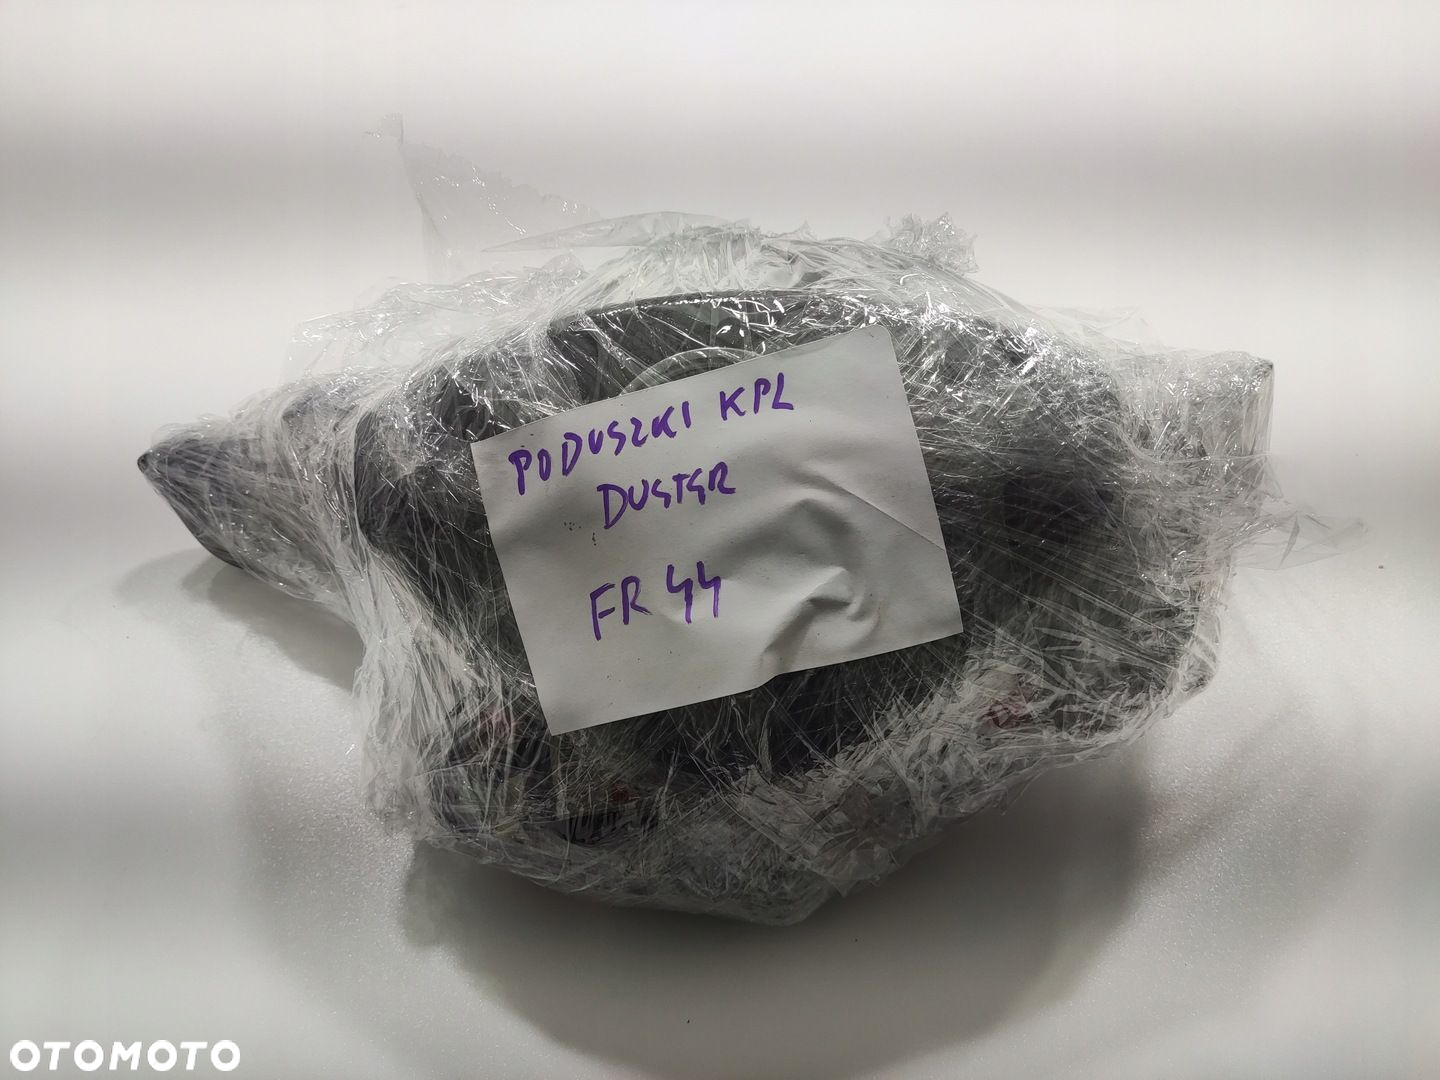 PODUSZKI KPL
DUSTER
FR 44
OTOMOTO